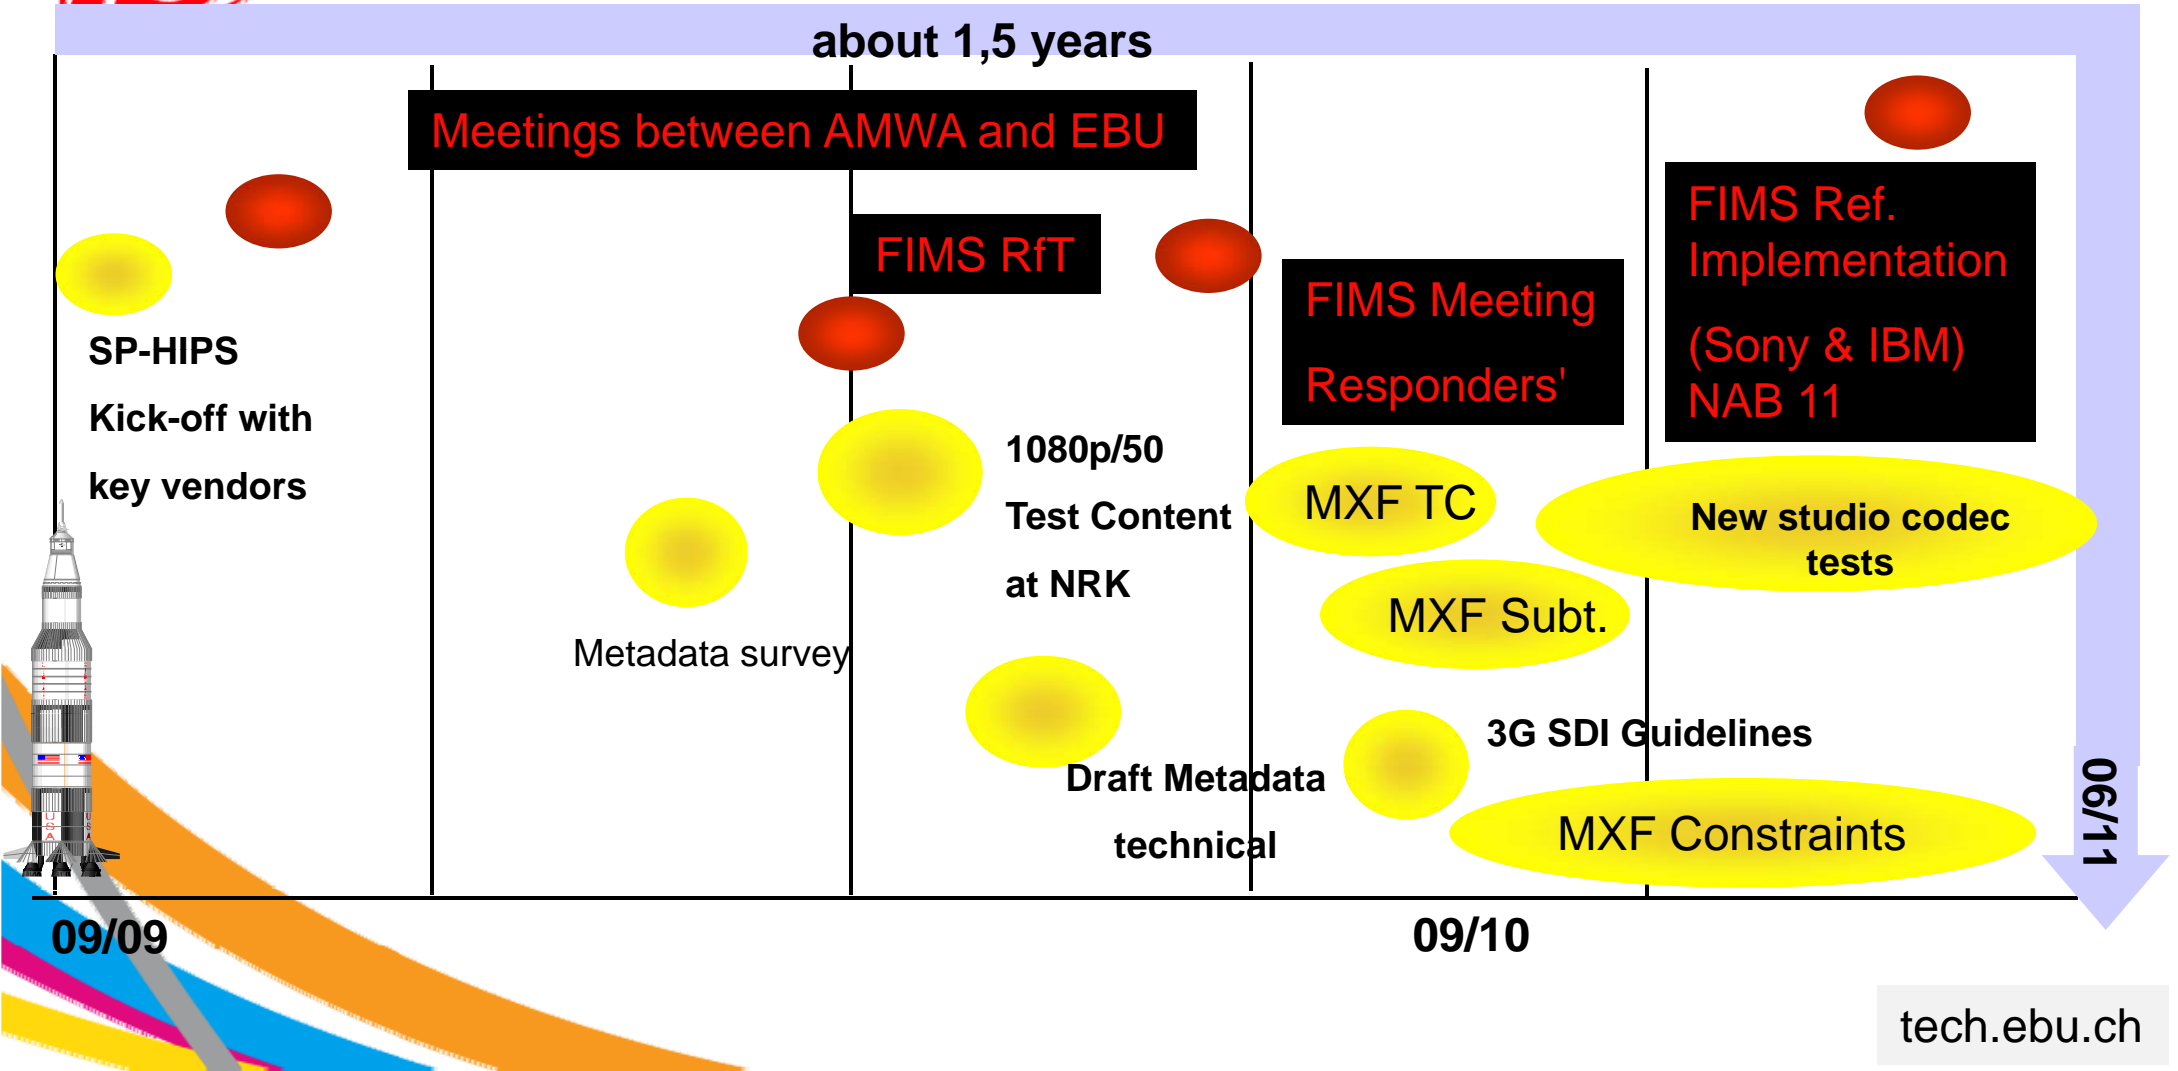 about 1,5 years
Meetings between AMWA and EBU
FIMS Ref.
Implementation
(Sony & IBM)
NAB 11
FIMS RfT
FIMS Meeting
Responders'
SP-HIPS
Kick-off with
key vendors
1080p/50
Test Content
at NRK
MXF TC
New studio codec
tests
MXF Subt.
Metadata survey
3G SDI Guidelines
Draft Metadata
technical
MXF Constraints
06/11
USA
USA
09/09
09/10
tech.ebu.ch